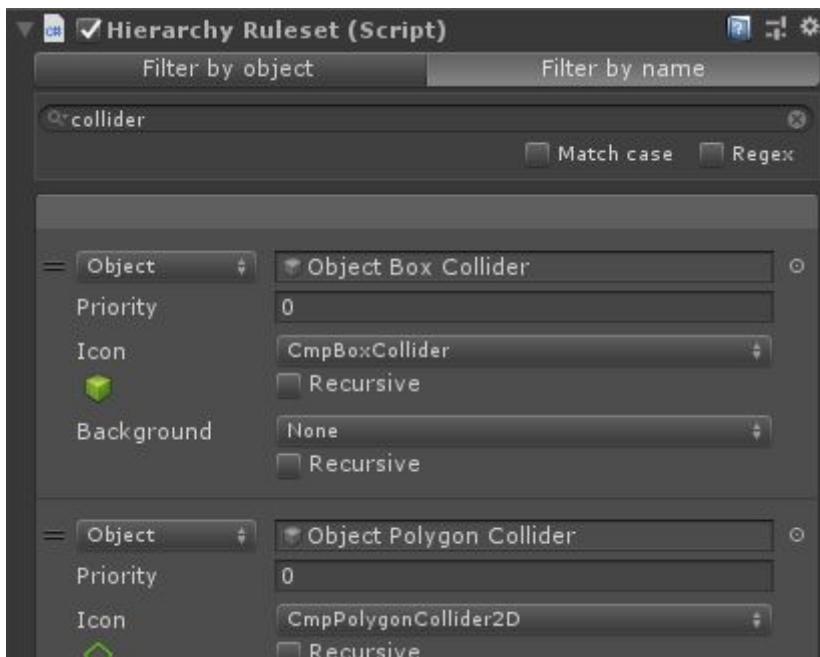 C# Hierarchy Ruleset (Script)
Filter by object Filter by name
collider
Match case Regex
Object Object Box Collider
Priority 0
Icon CmpBoxCollider
Recursive
Background None
Recursive
Object Object Polygon Collider
Priority 0
Icon CmpPolygonCollider2D
Recursive